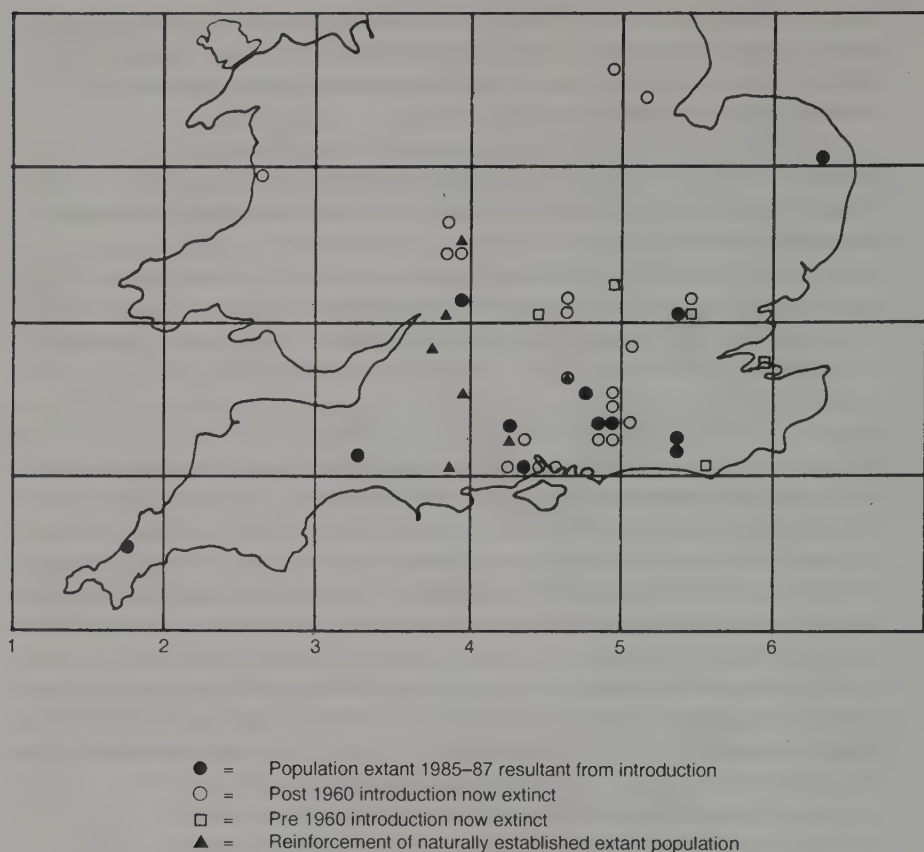 1 2 3 4 5 6
● = Population extant 1985–87 resultant from introduction
○ = Post 1960 introduction now extinct
□ = Pre 1960 introduction now extinct
▲ = Reinforcement of naturally established extant population